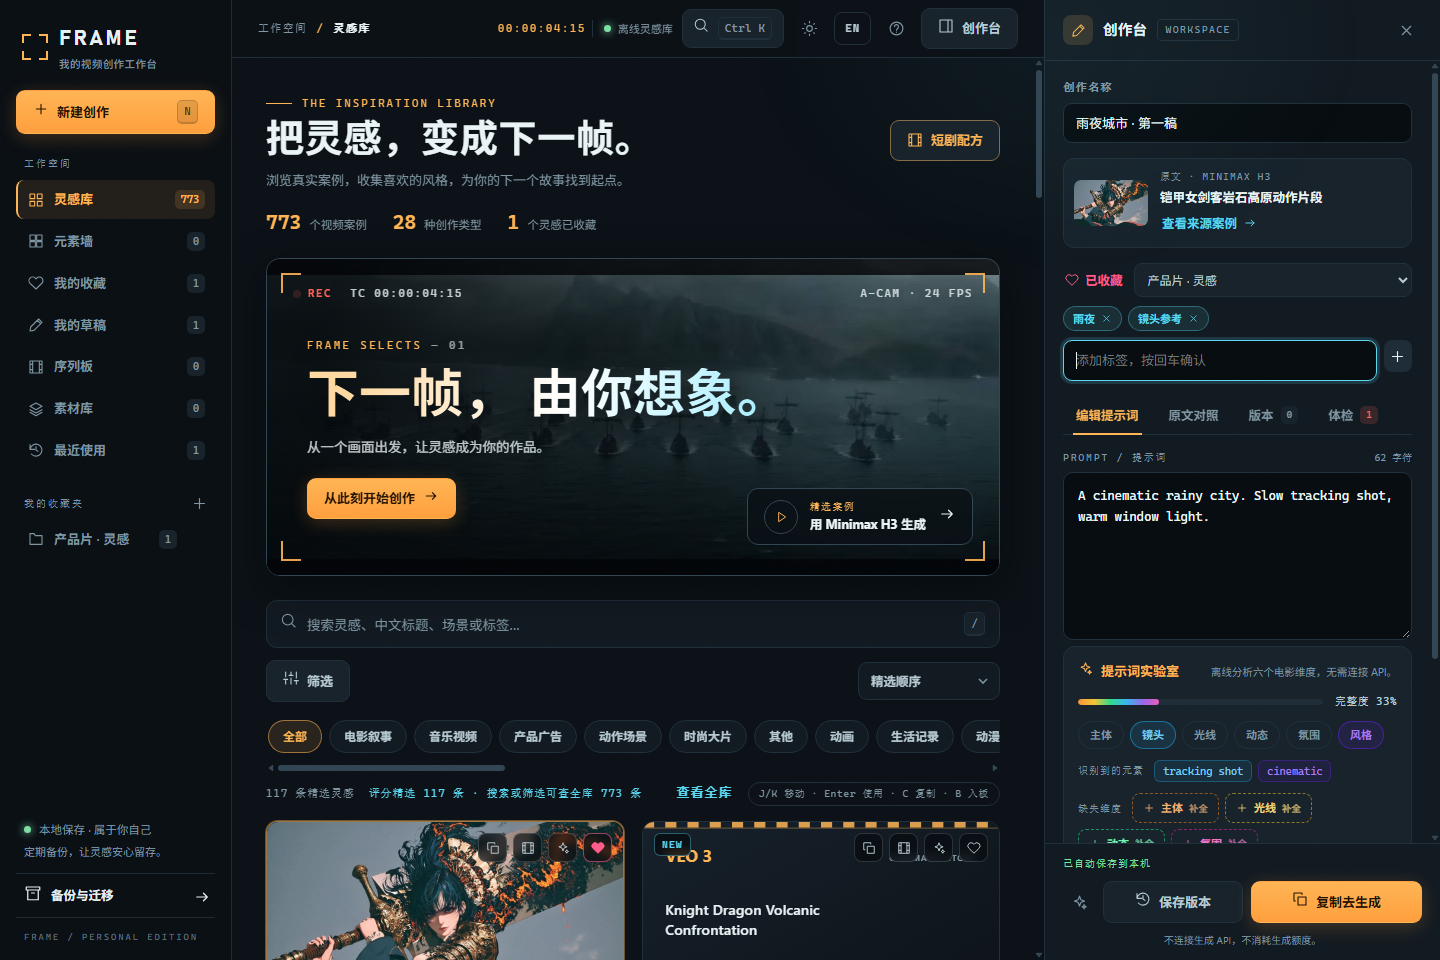 FRAME
我的视频创作工作台
新建创作 N
工作空间
灵感库 773
元素墙 0
我的收藏 1
我的草稿 1
序列板 0
素材库 0
最近使用 1
我的收藏夹
产品片 · 灵感 1
本地保存 · 属于你自己
定期备份，让灵感安心留存。
备份与迁移
FRAME / PERSONAL EDITION
工作空间 / 灵感库
00:00:04:15
离线灵感库
Ctrl K
EN
创作台
THE INSPIRATION LIBRARY
把灵感，变成下一帧。
浏览真实案例，收集喜欢的风格，为你的下一个故事找到起点。
短剧配方
773 个视频案例 28 种创作类型 1 个灵感已收藏
REC TC 00:00:04:15
A-CAM · 24 FPS
FRAME SELECTS — 01
下一帧， 由你想象。
从一个画面出发，让灵感成为你的作品。
从此刻开始创作
精选案例
用 Minimax H3 生成
搜索灵感、中文标题、场景或标签...
/
筛选
精选顺序
全部 电影叙事 音乐视频 产品广告 动作场景 时尚大片 其他 动画 生活记录 动漫
117 条精选灵感 评分精选 117 条 · 搜索或筛选可查全库 773 条
查看全库
J/K 移动 · Enter 使用 · C 复制 · B 入板
NEW
VEO 3
Knight Dragon Volcanic
Confrontation
创作台 WORKSPACE
创作名称
雨夜城市 · 第一稿
原文 · MINIMAX H3
铠甲女剑客岩石高原动作片段
查看来源案例
已收藏
产品片 · 灵感
雨夜 镜头参考
添加标签，按回车确认
编辑提示词 原文对照 版本 0 体检 1
PROMPT / 提示词
62 字符
A cinematic rainy city. Slow tracking shot,
warm window light.
提示词实验室
离线分析六个电影维度，无需连接 API。
完整度 33%
主体 镜头 光线 动态 氛围 风格
识别到的元素 tracking shot cinematic
缺失维度 + 主体 补全 + 光线 补全
+ 动态 补全 + 氛围 补全
已自动保存到本机
保存版本
复制去生成
不连接生成 API，不消耗生成额度。